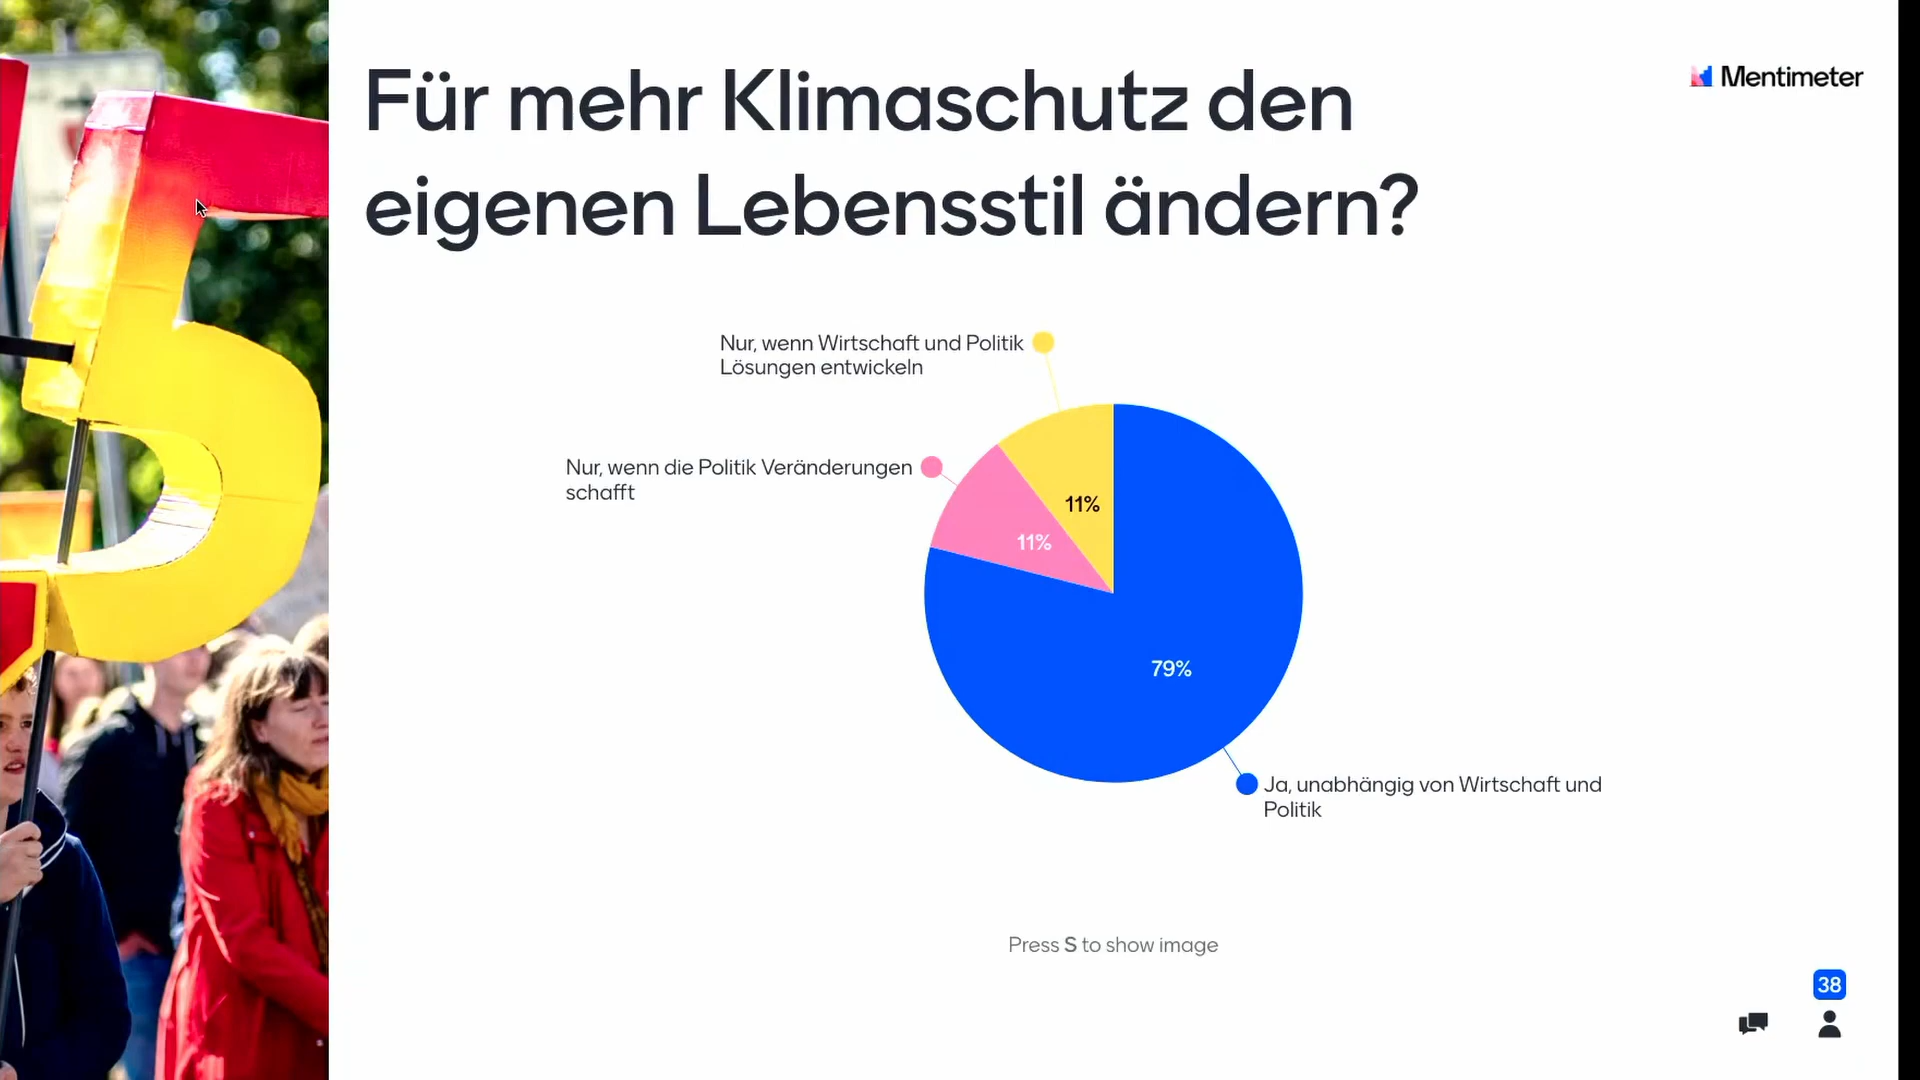 Für mehr Klimaschutz den
eigenen Lebensstil ändern?
Mentimeter
Nur, wenn Wirtschaft und Politik
Lösungen entwickeln
Nur, wenn die Politik Veränderungen
schafft
11%
11%
79%
Ja, unabhängig von Wirtschaft und
Politik
Press S to show image
38